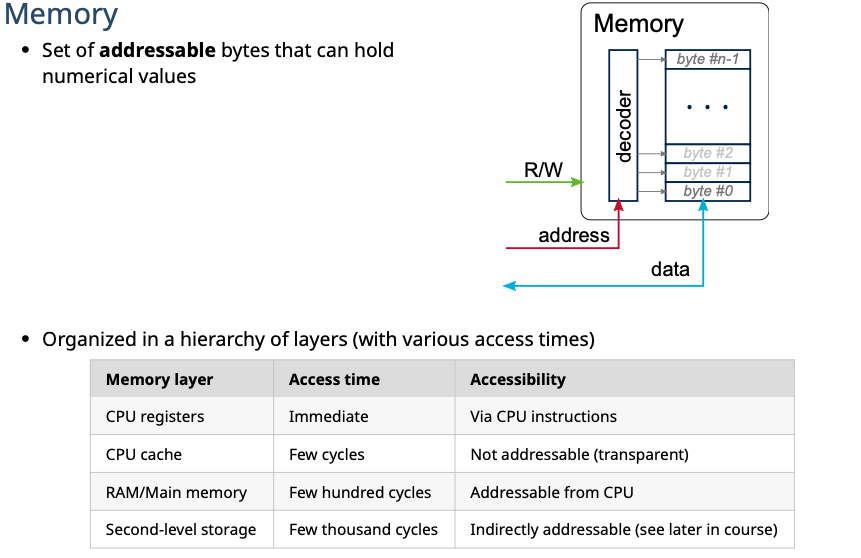 Memory
• Set of addressable bytes that can hold
numerical values
Memory
decoder
byte #n-1
. . .
byte #2
byte #1
byte #0
R/W
address
data
• Organized in a hierarchy of layers (with various access times)
Memory layer Access time Accessibility
CPU registers Immediate Via CPU instructions
CPU cache Few cycles Not addressable (transparent)
RAM/Main memory Few hundred cycles Addressable from CPU
Second-level storage Few thousand cycles Indirectly addressable (see later in course)